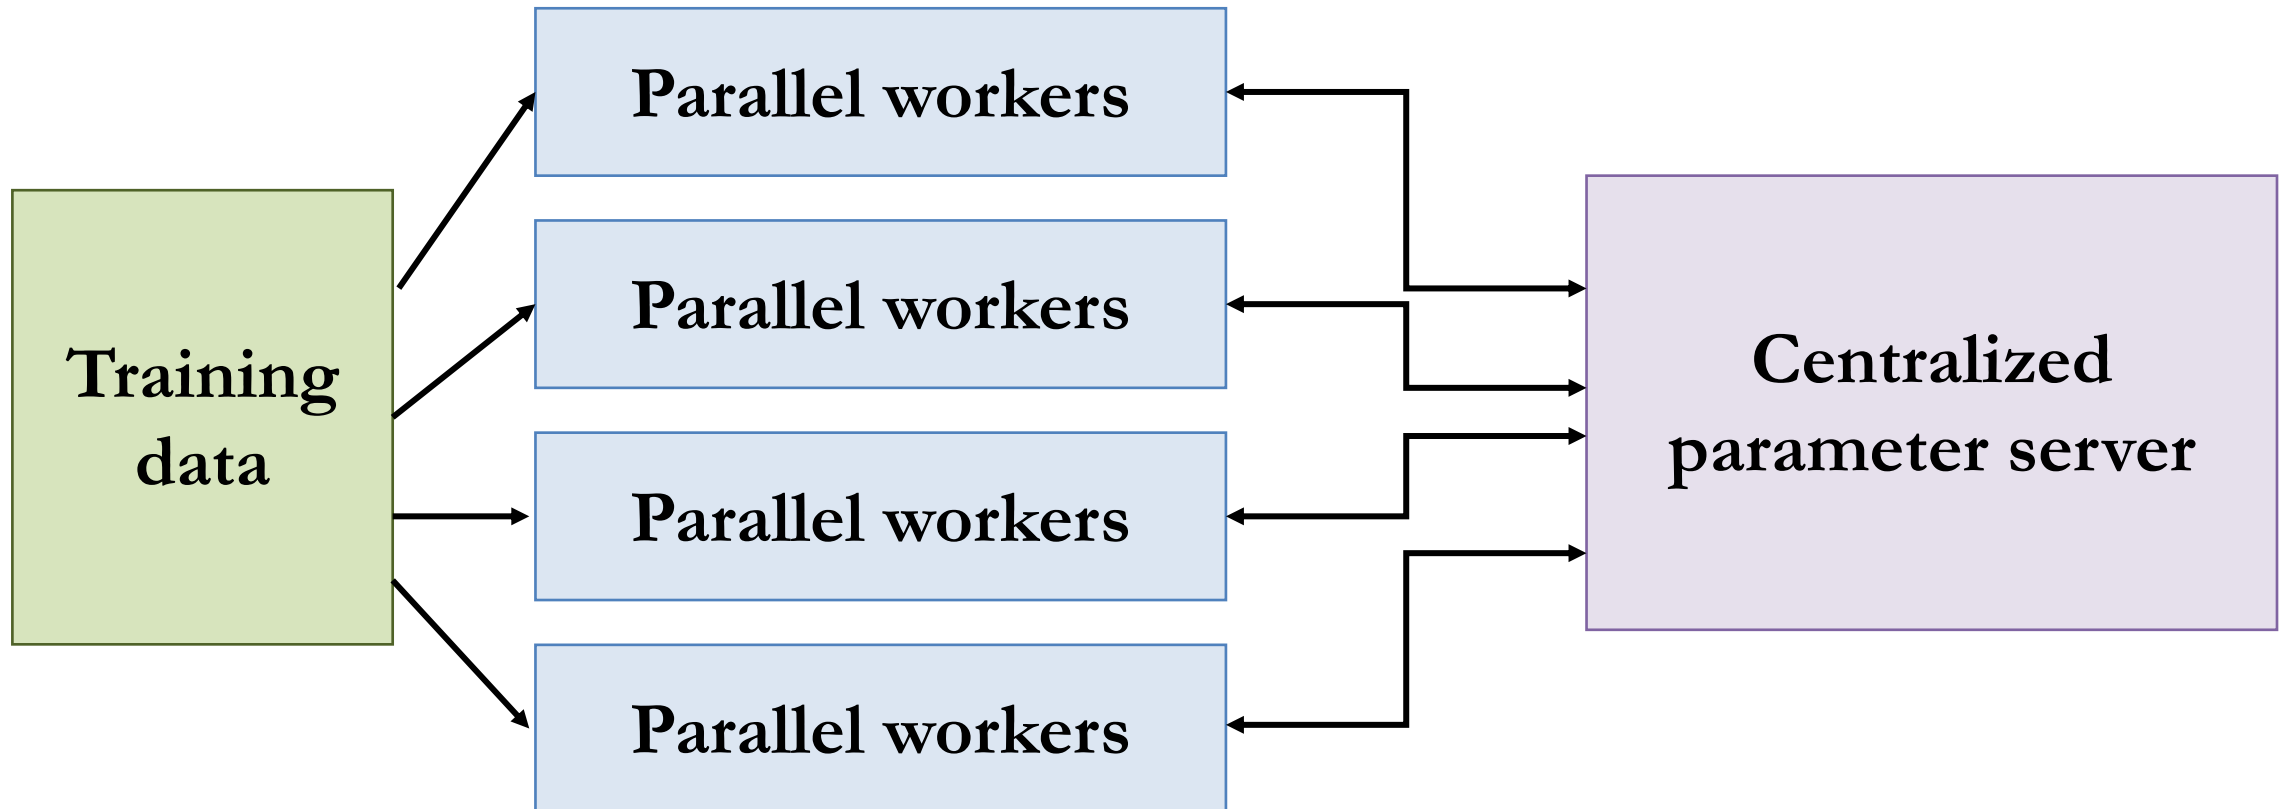 Parallel workers
Parallel workers
Training
data
Centralized
parameter server
Parallel workers
Parallel workers